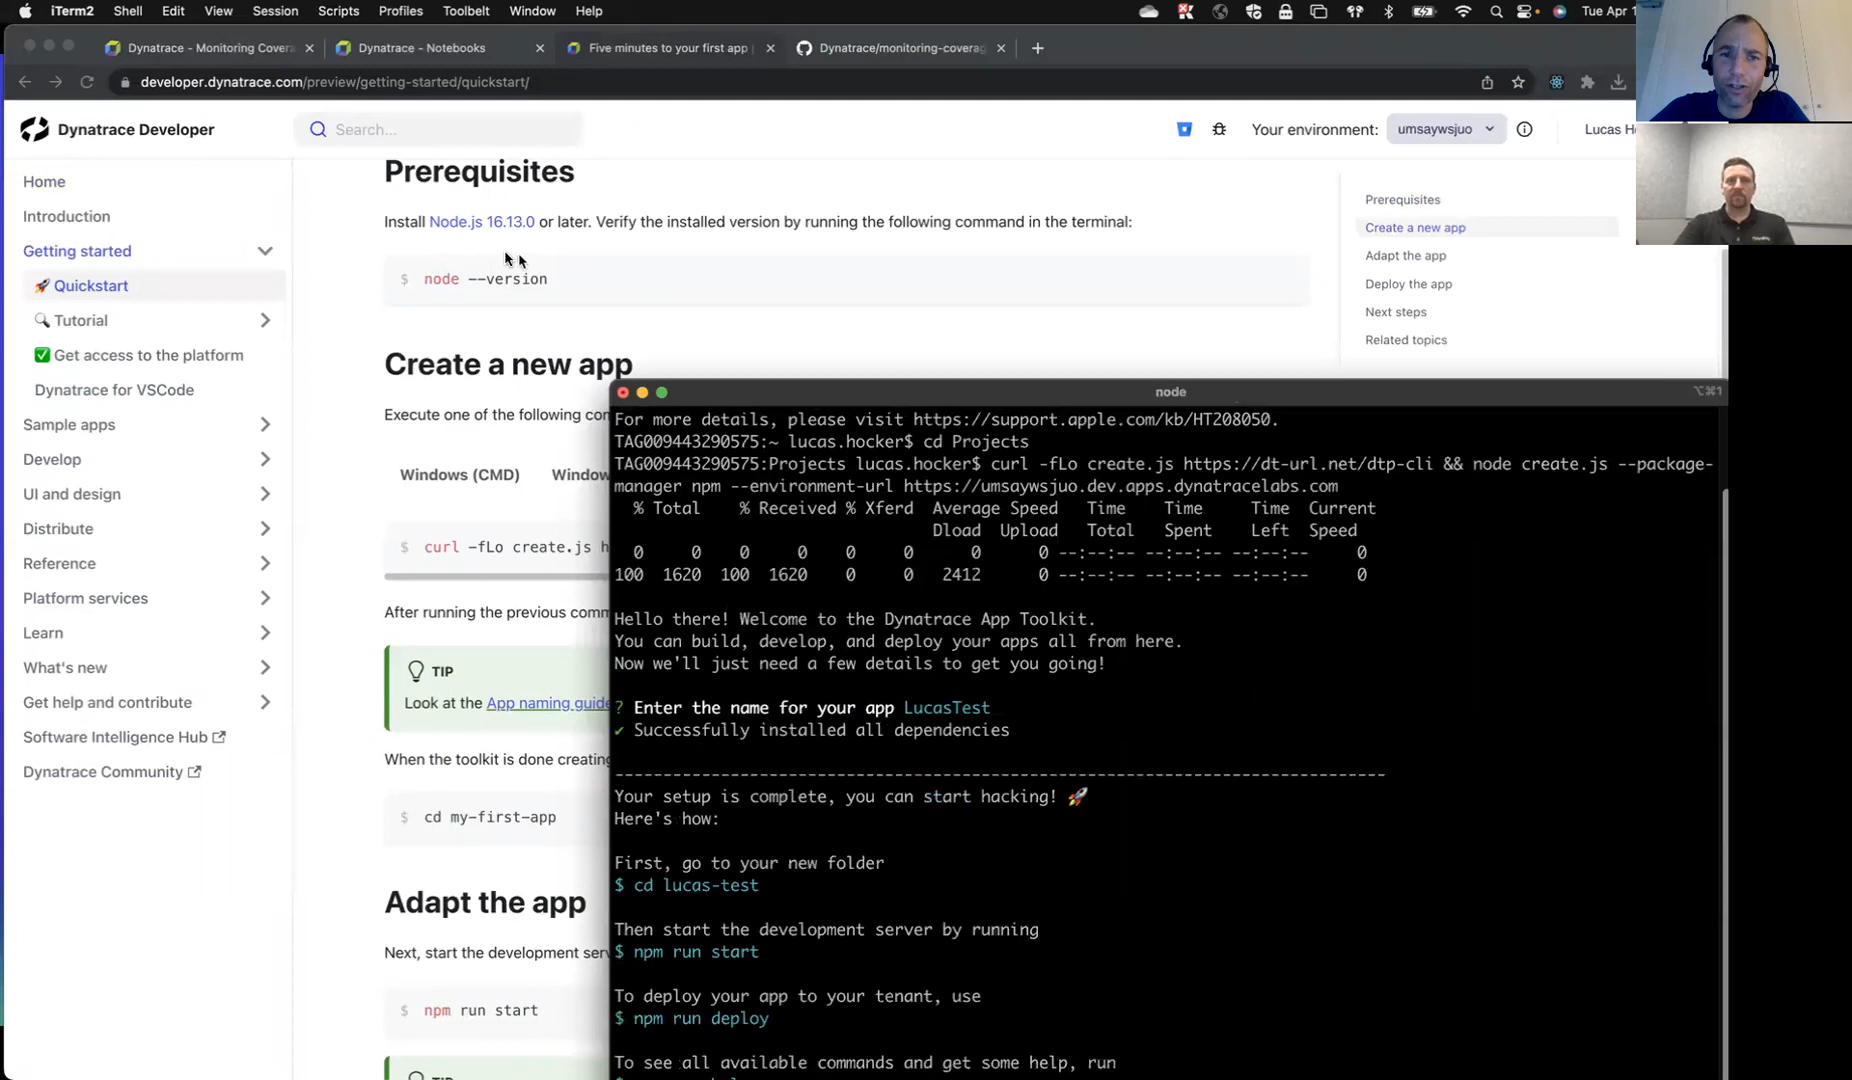 iTerm2 Shell Edit View Session Scripts Profiles Toolbelt Window Help
Tue Apr 1
Dynatrace - Monitoring Covera
Dynatrace - Notebooks
Five minutes to your first app
Dynatrace/monitoring-coverag
developer.dynatrace.com/preview/getting-started/quickstart/
Dynatrace Developer
Search...
Your environment:
umsaywsjuo
Lucas Ho
Home
Introduction
Getting started
🚀 Quickstart
🔍 Tutorial
✅ Get access to the platform
Dynatrace for VSCode
Sample apps
Develop
UI and design
Distribute
Reference
Platform services
Learn
What's new
Get help and contribute
Software Intelligence Hub
Dynatrace Community
Prerequisites
Install Node.js 16.13.0 or later. Verify the installed version by running the following command in the terminal:
$ node --version
Create a new app
Execute one of the following con
Windows (CMD)
Window
$ curl -fLo create.js h
After running the previous comm
TIP
Look at the App naming guide
When the toolkit is done creating
$ cd my-first-app
Adapt the app
Next, start the development serv
$ npm run start
TIP
Prerequisites
Create a new app
Adapt the app
Deploy the app
Next steps
Related topics
node
⌥⌘1
For more details, please visit https://support.apple.com/kb/HT208050.
TAG009443290575:~ lucas.hocker$ cd Projects
TAG009443290575:Projects lucas.hocker$ curl -fLo create.js https://dt-url.net/dtp-cli && node create.js --package-
manager npm --environment-url https://umsaywsjuo.dev.apps.dynatracelabs.com
% Total % Received % Xferd Average Speed Time Time Time Current
Dload Upload Total Spent Left Speed
0 0 0 0 0 0 0 0 --:--:-- --:--:-- --:--:-- 0
100 1620 100 1620 0 0 2412 0 --:--:-- --:--:-- --:--:-- 0
Hello there! Welcome to the Dynatrace App Toolkit.
You can build, develop, and deploy your apps all from here.
Now we'll just need a few details to get you going!
? Enter the name for your app LucasTest
✔ Successfully installed all dependencies
--------------------------------------------------------------------------------
Your setup is complete, you can start hacking! 🚀
Here's how:
First, go to your new folder
$ cd lucas-test
Then start the development server by running
$ npm run start
To deploy your app to your tenant, use
$ npm run deploy
To see all available commands and get some help, run